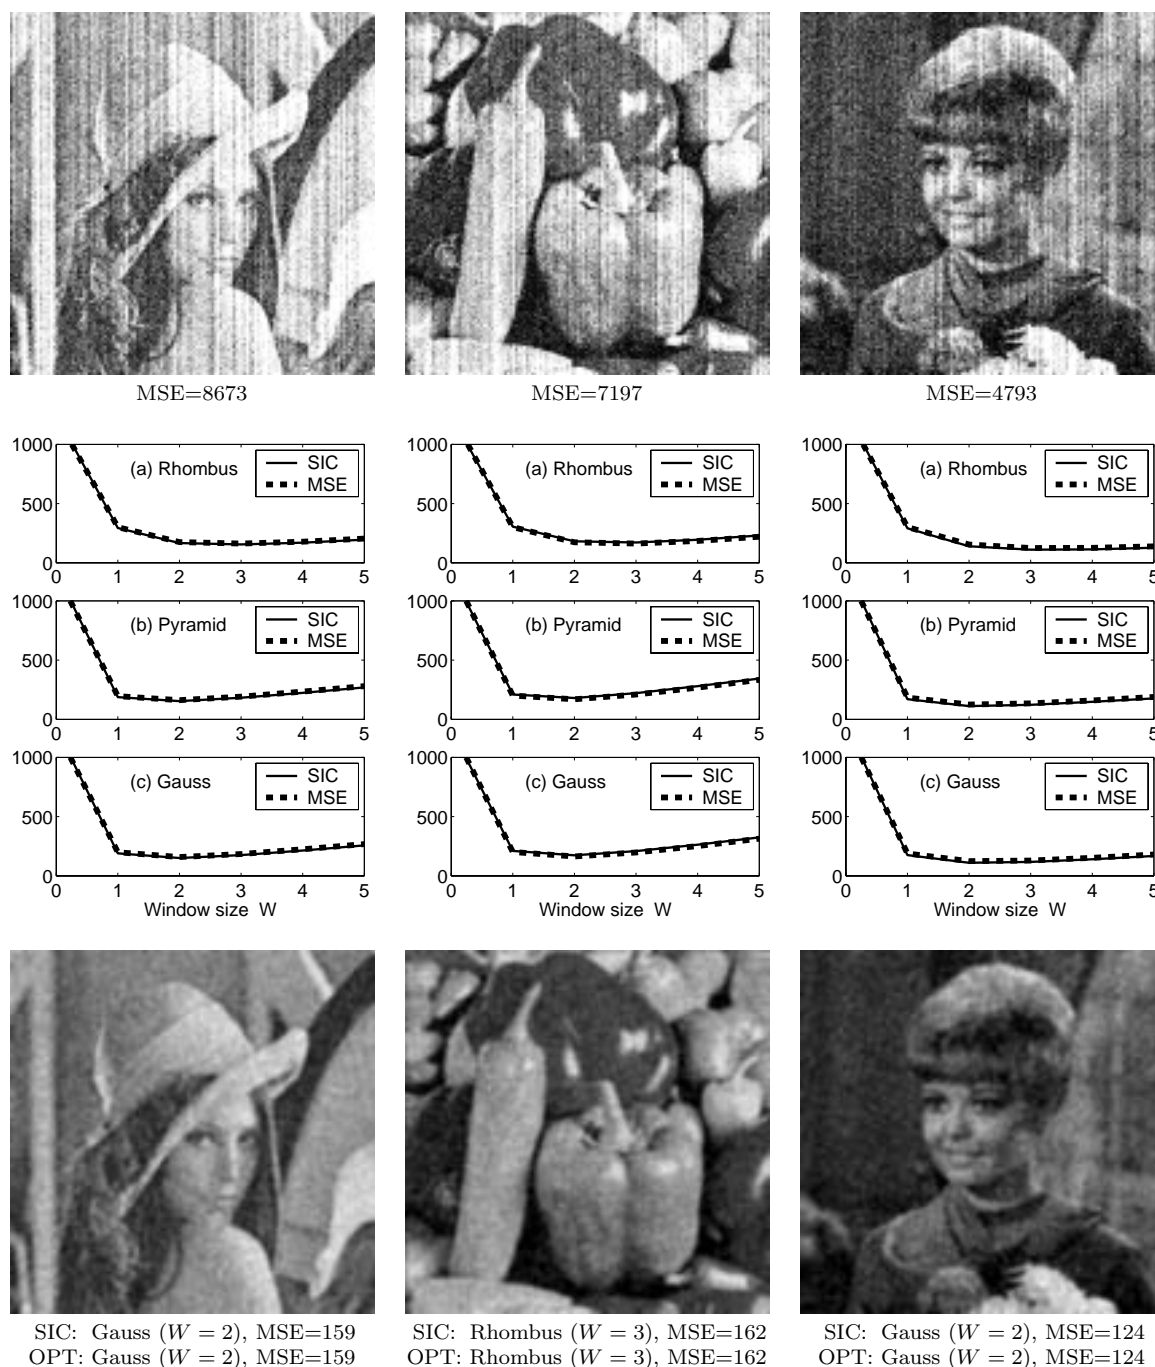 MSE=8673
MSE=7197
MSE=4793
1000
500
0
0 1 2 3 4 5
(a) Rhombus
SIC
MSE
1000
500
0
0 1 2 3 4 5
(a) Rhombus
SIC
MSE
1000
500
0
0 1 2 3 4 5
(a) Rhombus
SIC
MSE
1000
500
0
0 1 2 3 4 5
(b) Pyramid
SIC
MSE
1000
500
0
0 1 2 3 4 5
(b) Pyramid
SIC
MSE
1000
500
0
0 1 2 3 4 5
(b) Pyramid
SIC
MSE
1000
500
0
0 1 2 3 4 5
(c) Gauss
SIC
MSE
Window size W
1000
500
0
0 1 2 3 4 5
(c) Gauss
SIC
MSE
Window size W
1000
500
0
0 1 2 3 4 5
(c) Gauss
SIC
MSE
Window size W
SIC: Gauss (W = 2), MSE=159
OPT: Gauss (W = 2), MSE=159
SIC: Rhombus (W = 3), MSE=162
OPT: Rhombus (W = 3), MSE=162
SIC: Gauss (W = 2), MSE=124
OPT: Gauss (W = 2), MSE=124